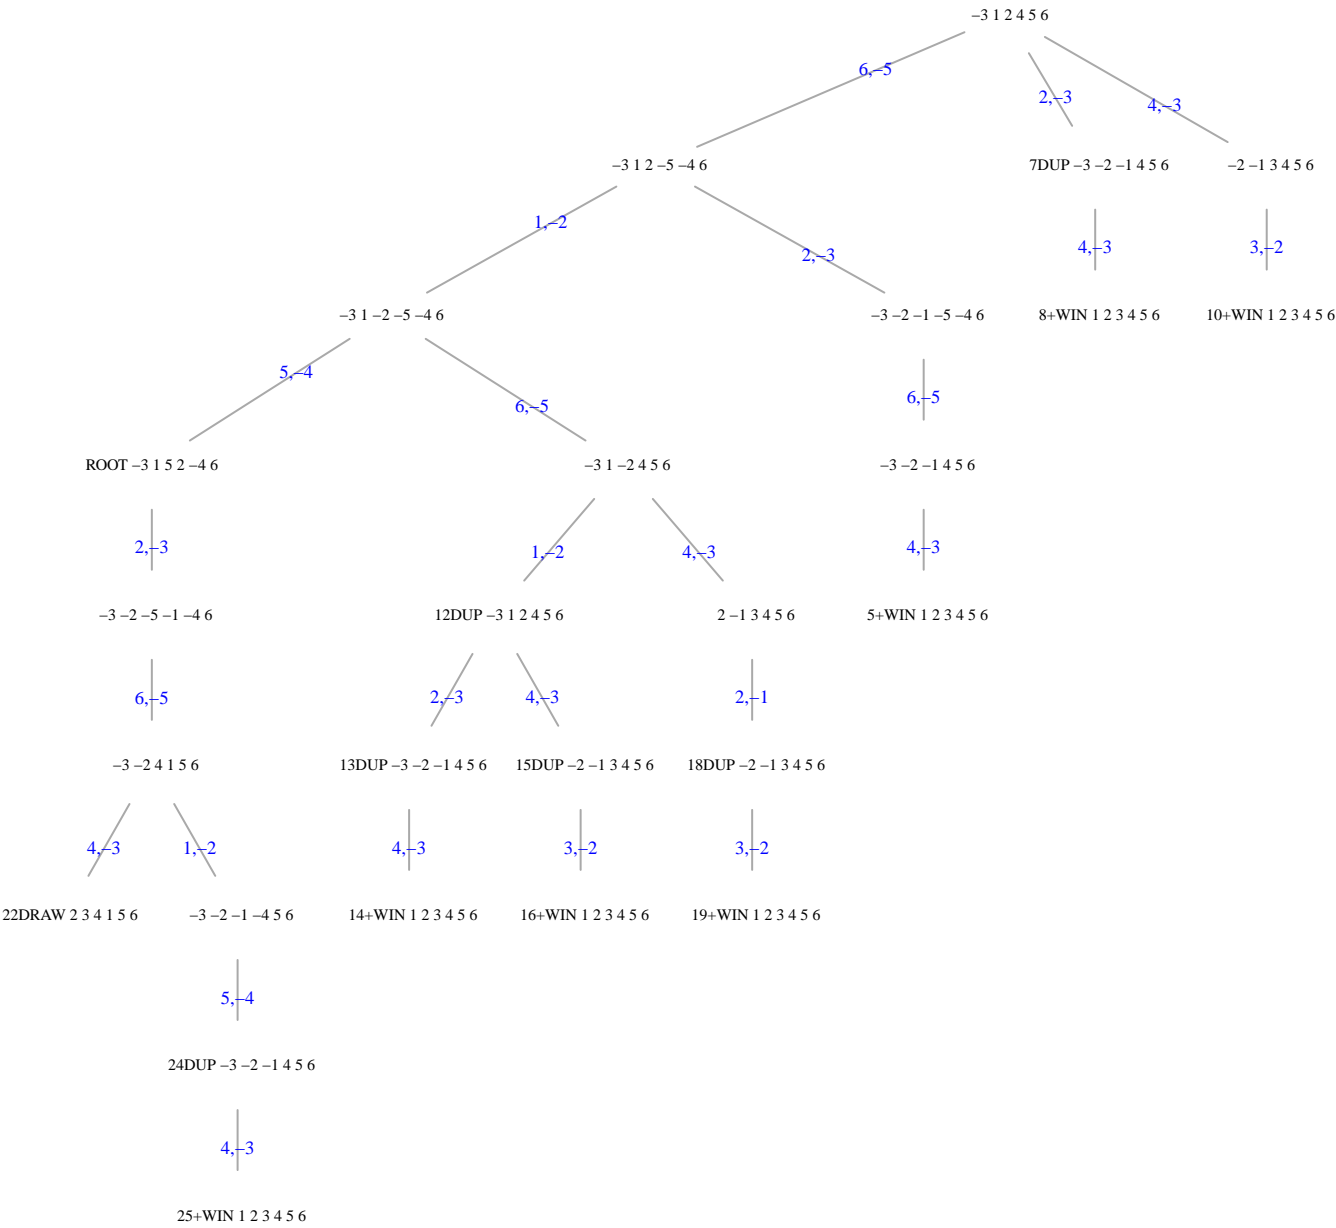 −3 1 2 4 5 6
6,−5
2,−3
4,−3
−3 1 2 −5 −4 6
7DUP −3 −2 −1 4 5 6
−2 −1 3 4 5 6
1,−2
2,−3
4,−3
3,−2
−3 1 −2 −5 −4 6
−3 −2 −1 −5 −4 6
8+WIN 1 2 3 4 5 6
10+WIN 1 2 3 4 5 6
5,−4
6,−5
6,−5
ROOT −3 1 5 2 −4 6
−3 1 −2 4 5 6
−3 −2 −1 4 5 6
2,−3
1,−2
4,−3
4,−3
−3 −2 −5 −1 −4 6
12DUP −3 1 2 4 5 6
2 −1 3 4 5 6
5+WIN 1 2 3 4 5 6
6,−5
2,−3
4,−3
2,−1
−3 −2 4 1 5 6
13DUP −3 −2 −1 4 5 6
15DUP −2 −1 3 4 5 6
18DUP −2 −1 3 4 5 6
4,−3
1,−2
4,−3
3,−2
3,−2
22DRAW 2 3 4 1 5 6
−3 −2 −1 −4 5 6
14+WIN 1 2 3 4 5 6
16+WIN 1 2 3 4 5 6
19+WIN 1 2 3 4 5 6
5,−4
24DUP −3 −2 −1 4 5 6
4,−3
25+WIN 1 2 3 4 5 6